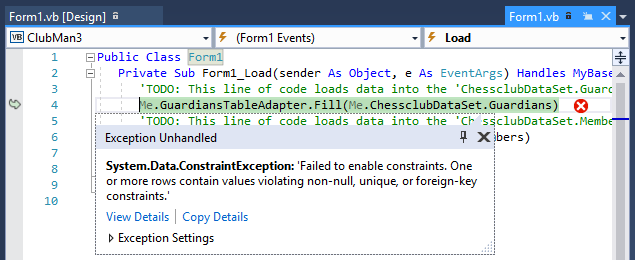 Form1.vb [Design]
Form1.vb
VB ClubMan3 (Form1 Events) Load
1 Public Class Form1
2 Private Sub Form1_Load(sender As Object, e As EventArgs) Handles MyBase
3 'TODO: This line of code loads data into the 'ChessclubDataSet.Guard
4 Me.GuardiansTableAdapter.Fill(Me.ChessclubDataSet.Guardians)
5 'TODO: This line of code loads data into the 'ChessclubDataSet.Membe
6 mbers)
Exception Unhandled
System.Data.ConstraintException: 'Failed to enable constraints. One
or more rows contain values violating non-null, unique, or foreign-key
constraints.'
View Details | Copy Details
Exception Settings
7
8
9
10